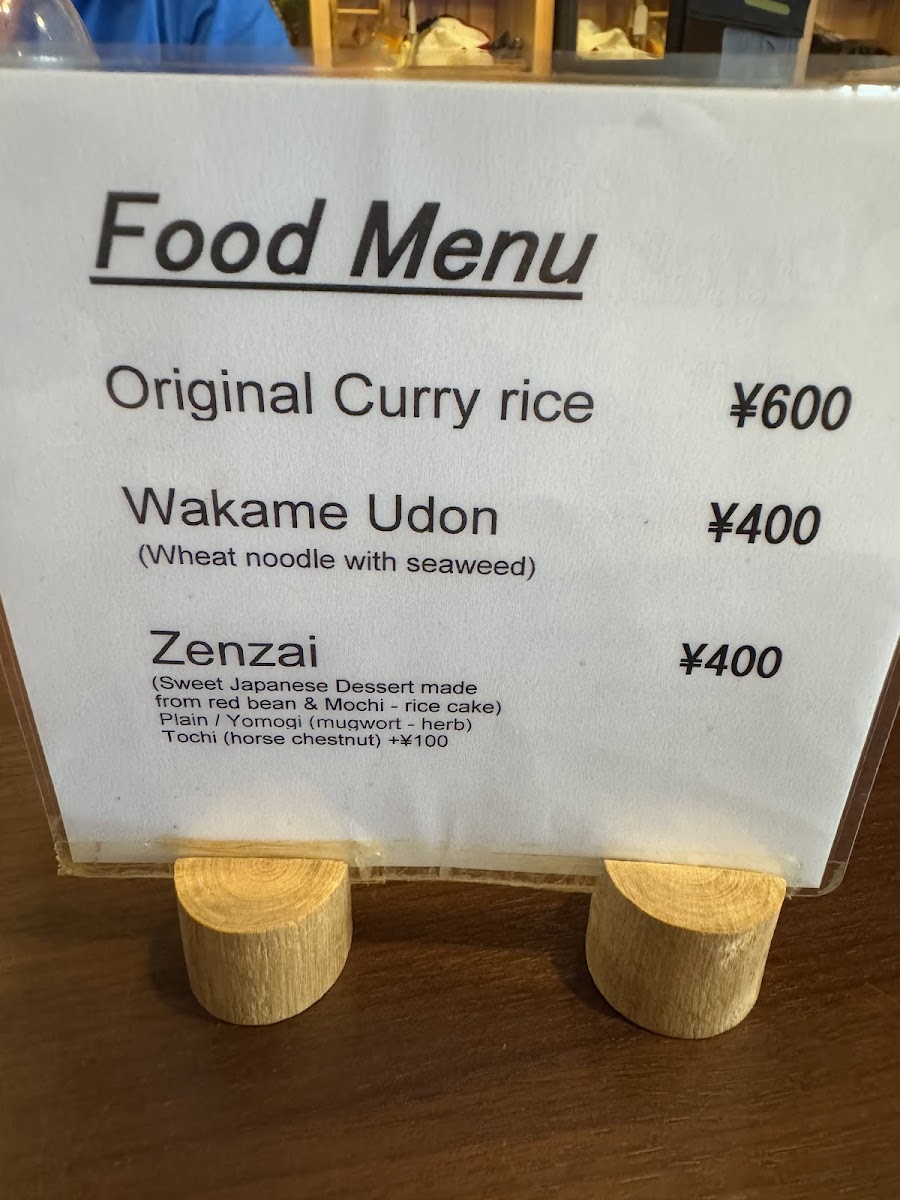 Food Menu
Original Curry rice ¥600
Wakame Udon ¥400
(Wheat noodle with seaweed)
Zenzai ¥400
(Sweet Japanese Dessert made
from red bean & Mochi - rice cake)
Plain / Yomogi (mugwort - herb)
Tochi (horse chestnut) +¥100